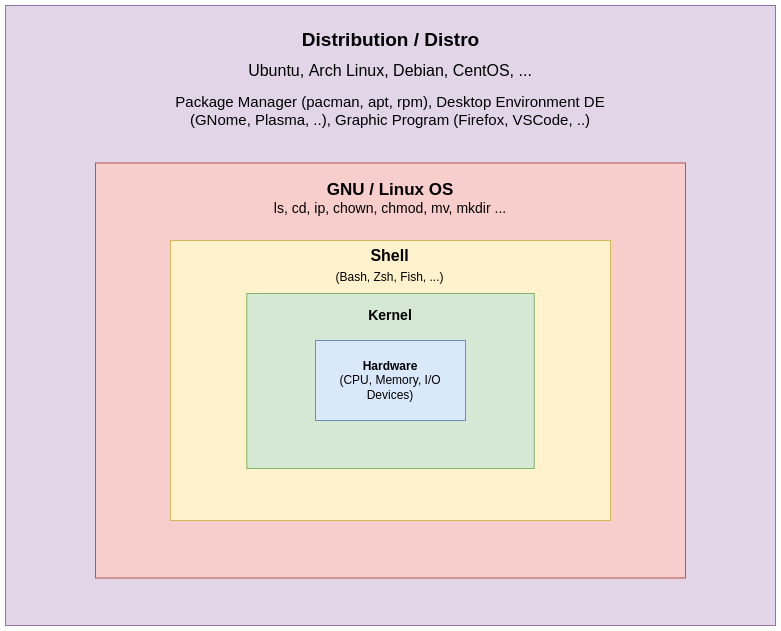 Distribution / Distro
Ubuntu, Arch Linux, Debian, CentOS, ...
Package Manager (pacman, apt, rpm), Desktop Environment DE
(GNome, Plasma, ..), Graphic Program (Firefox, VSCode, ..)
GNU / Linux OS
ls, cd, ip, chown, chmod, mv, mkdir ...
Shell
(Bash, Zsh, Fish, ...)
Kernel
Hardware
(CPU, Memory, I/O
Devices)